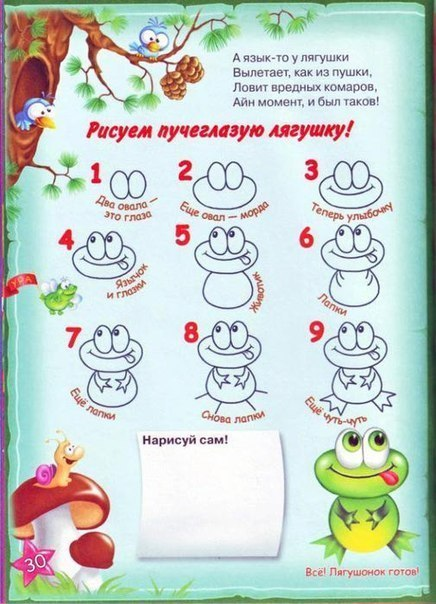 А язык-то у лягушки
Вылетает, как из пушки,
Ловит вредных комаров,
Айн момент, и был таков!
Рисуем пучеглазую лягушку!
1
Два овала —
это глаза
2
Еще овал — морда
3
Теперь улыбочку
4
Язычок
и глазки
5
Животик
6
Лапки
УРА
7
Ещё лапки
8
Снова лапки
9
Ещё чуть-чуть
Нарисуй сам!
Всё! Лягушонок готов!
30